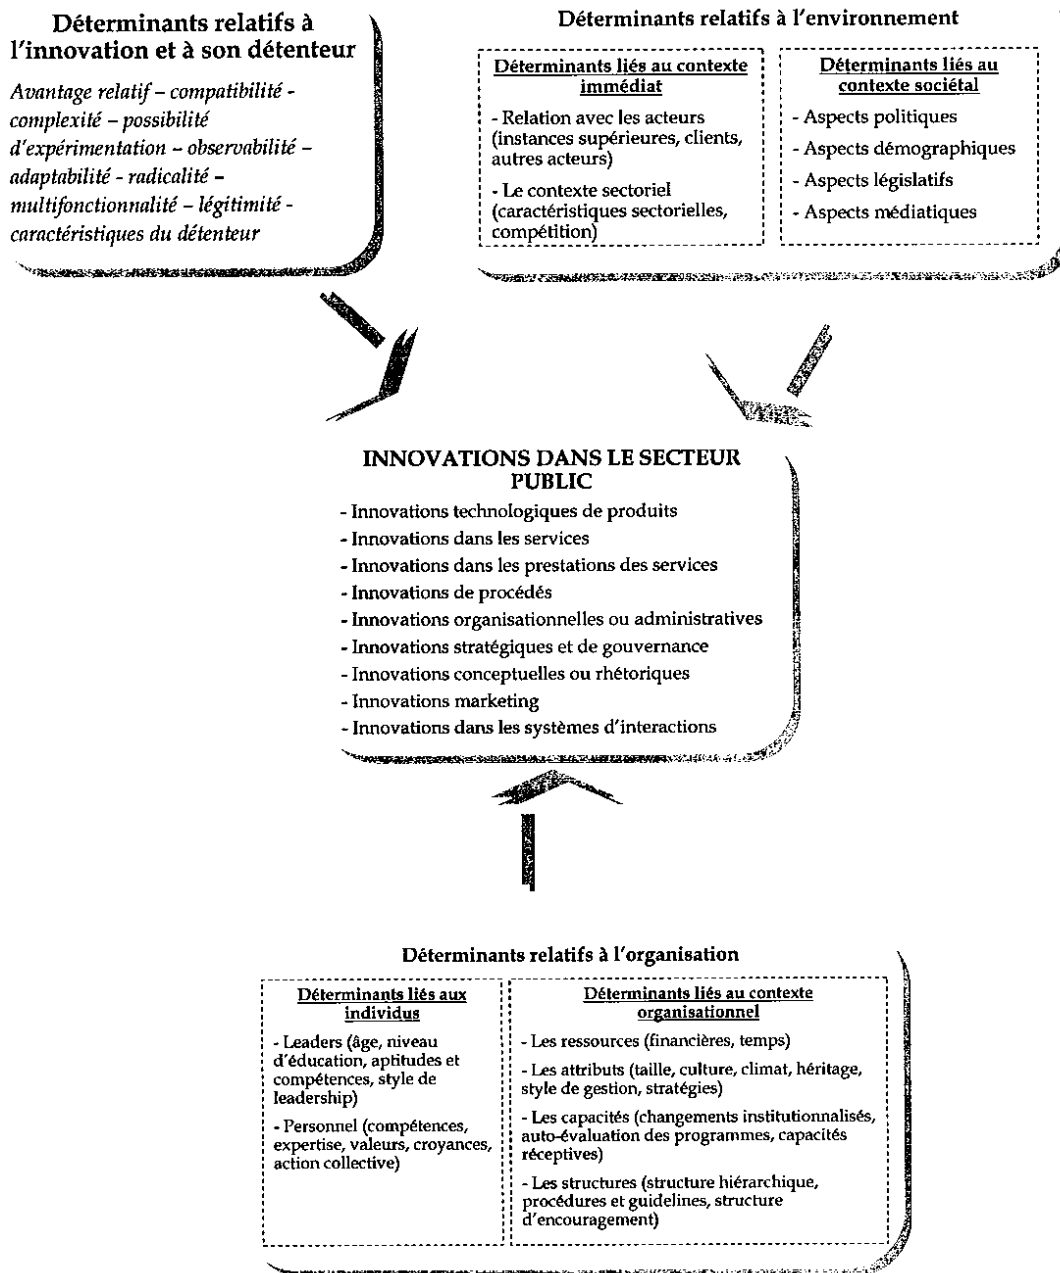 Déterminants relatifs à
l'innovation et à son détenteur
Avantage relatif – compatibilité -
complexité – possibilité
d'expérimentation – observabilité –
adaptabilité - radicalité –
multifonctionnalité – légitimité -
caractéristiques du détenteur
Déterminants relatifs à l'environnement
Déterminants liés au contexte
immédiat
- Relation avec les acteurs
(instances supérieures, clients,
autres acteurs)
- Le contexte sectoriel
(caractéristiques sectorielles,
compétition)
Déterminants liés au
contexte sociétal
- Aspects politiques
- Aspects démographiques
- Aspects législatifs
- Aspects médiatiques
INNOVATIONS DANS LE SECTEUR
PUBLIC
- Innovations technologiques de produits
- Innovations dans les services
- Innovations dans les prestations des services
- Innovations de procédés
- Innovations organisationnelles ou administratives
- Innovations stratégiques et de gouvernance
- Innovations conceptuelles ou rhétoriques
- Innovations marketing
- Innovations dans les systèmes d'interactions
Déterminants relatifs à l'organisation
Déterminants liés aux
individus
- Leaders (âge, niveau
d'éducation, aptitudes et
compétences, style de
leadership)
- Personnel (compétences,
expertise, valeurs, croyances,
action collective)
Déterminants liés au contexte
organisationnel
- Les ressources (financières, temps)
- Les attributs (taille, culture, climat, héritage,
style de gestion, stratégies)
- Les capacités (changements institutionnalisés,
auto-évaluation des programmes, capacités
réceptives)
- Les structures (structure hiérarchique,
procédures et guidelines, structure
d'encouragement)